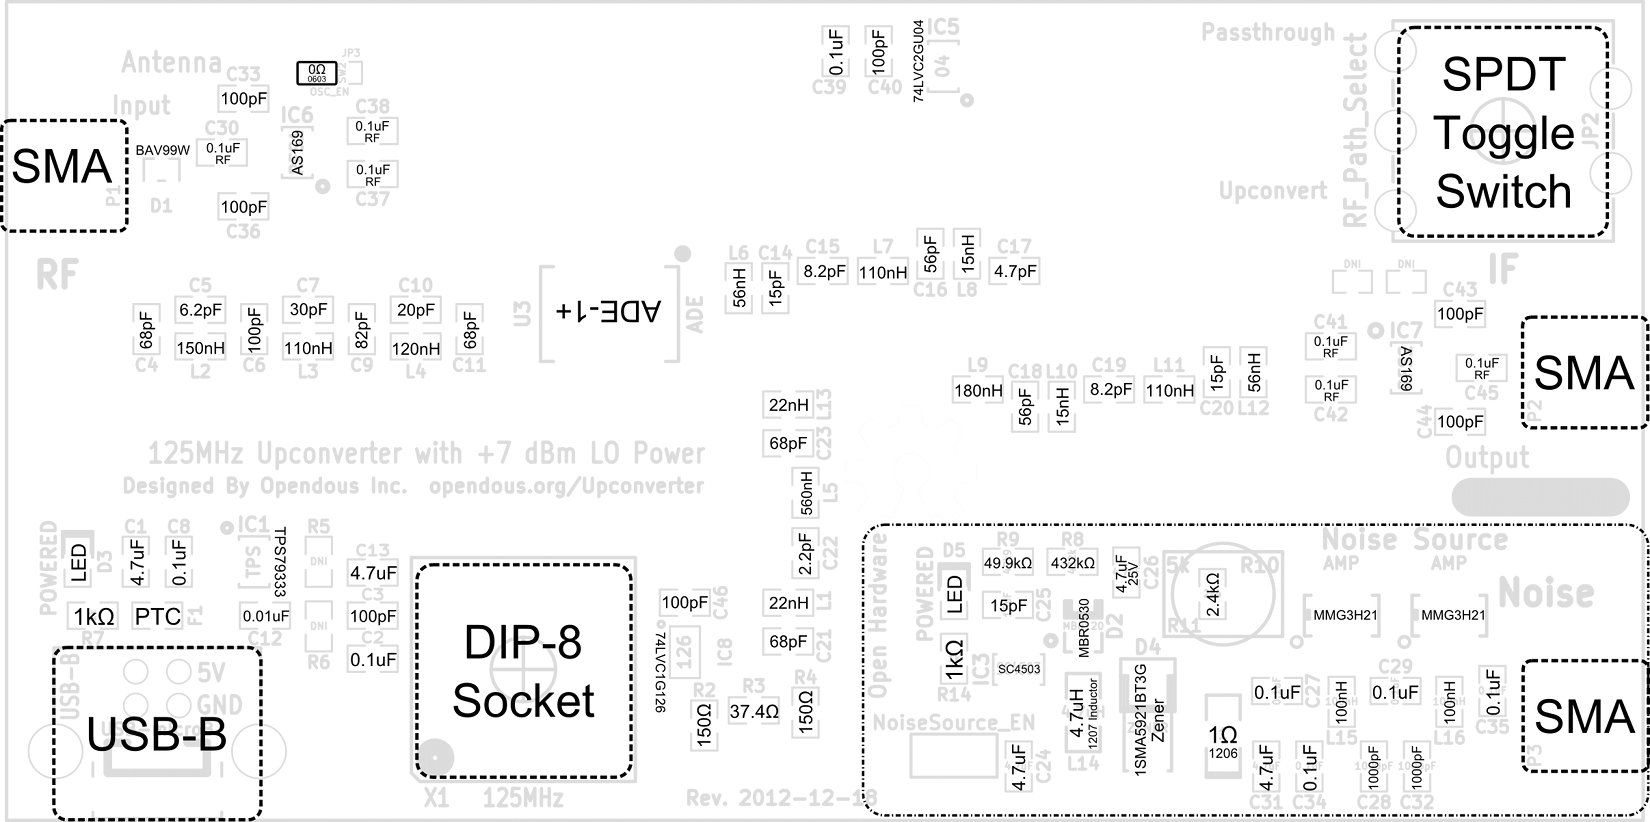 Antenna
Input
C33
100pF
0Ω
0603
JP3
SW2
OSC_EN
C30
0.1uF
RF
IC6
AS169
C38
0.1uF
RF
0.1uF
RF
C37
BAV99W
D1
SMA
P1
100pF
C36
0.1uF
C39
100pF
C40
74LVC2GU04
IC5
04
Passthrough
Upconvert
RF_Path_Select
SPDT
Toggle
Switch
JP2
RF
C5
6.2pF
C7
30pF
C10
20pF
68pF
C4
150nH
L2
100pF
C6
110nH
L3
82pF
C9
120nH
L4
68pF
C11
U3
ADE-1+
ADE
L6
56nH
C14
15pF
C15
8.2pF
L7
110nH
56pF
C16
15nH
L8
C17
4.7pF
DNI
DNI
IF
C43
100pF
C41
0.1uF
RF
IC7
AS169
0.1uF
RF
C42
0.1uF
RF
C45
C44
100pF
SMA
P2
Output
L9
180nH
C18
56pF
L10
15nH
C19
8.2pF
L11
110nH
15pF
C20
56nH
L12
22nH
L13
68pF
C23
560nH
L5
2.2pF
C22
22nH
L1
68pF
C21
125MHz Upconverter with +7 dBm LO Power
Designed By Opendous Inc. opendous.org/Upconverter
POWERED
LED
D3
C1
4.7uF
C8
0.1uF
IC1
TPS
TPS79333
R5
DNI
C13
4.7uF
1kΩ
R7
PTC
F1
0.01uF
C12
DNI
R6
C3
100pF
C2
0.1uF
USB-B
5V
GND
USB-B
DIP-8
Socket
X1
125MHz
100pF
C46
74LVC1G126
126
IC8
R2
150Ω
R3
37.4Ω
R4
150Ω
Rev. 2012-12-18
Open Hardware
POWERED
D5
LED
1kΩ
R14
R9
49.9kΩ
R8
432kΩ
15pF
C25
4.7uF
25V
C26
MBR0530
D2
IC3
SC4503
NoiseSource_EN
4.7uF
C24
4.7uH
1207 Inductor
L14
D4
1SMA5921BT3G
Zener
5k
R10
2.4kΩ
R11
1Ω
1206
Noise Source
AMP
AMP
Noise
MMG3H21
MMG3H21
0.1uF
C27
100nH
L15
C29
0.1uF
100nH
L16
0.1uF
C35
4.7uF
C31
0.1uF
C34
1000pF
C28
1000pF
C32
SMA
P3